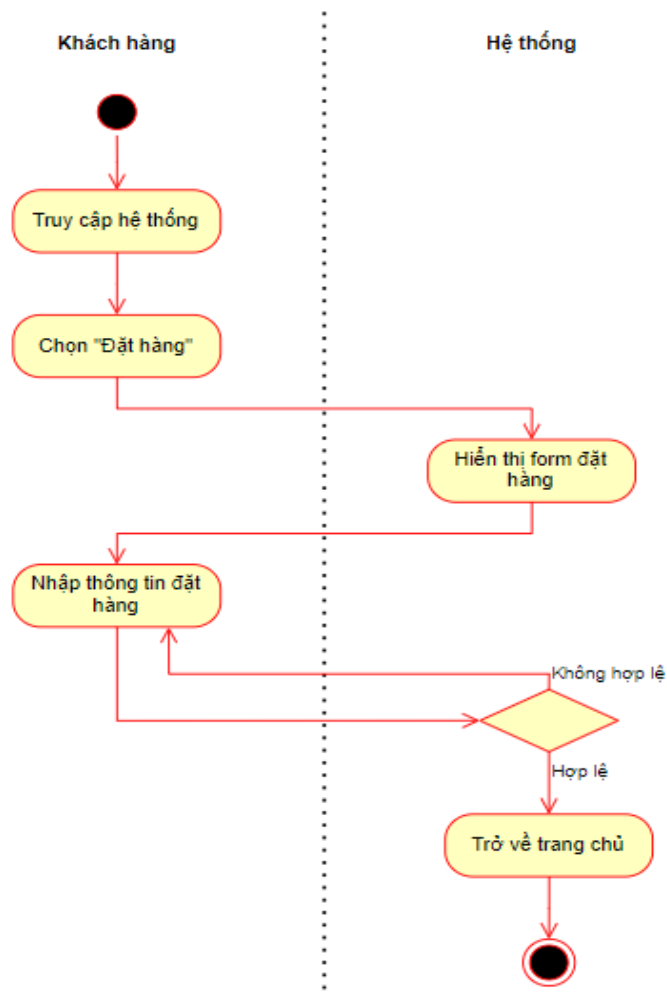 Khách hàng
Hệ thống
Truy cập hệ thống
Chọn "Đặt hàng"
Hiển thị form đặt
hàng
Nhập thông tin đặt
hàng
Không hợp lệ
Hợp lệ
Trở về trang chủ